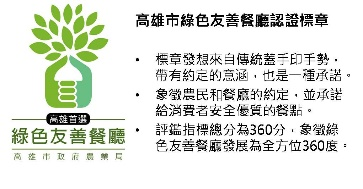 高雄市綠色友善餐廳認證標章
• 標章發想來自傳統蓋手印手勢，
帶有約定的意涵，也是一種承諾。
• 象徵農民和餐廳的約定，並承諾
給消費者安全優質的餐點。
• 評鑑指標總分為360分，象徵綠
色友善餐廳發展為全方位360度。
高雄首選
綠色友善餐廳
高雄市政府農業局